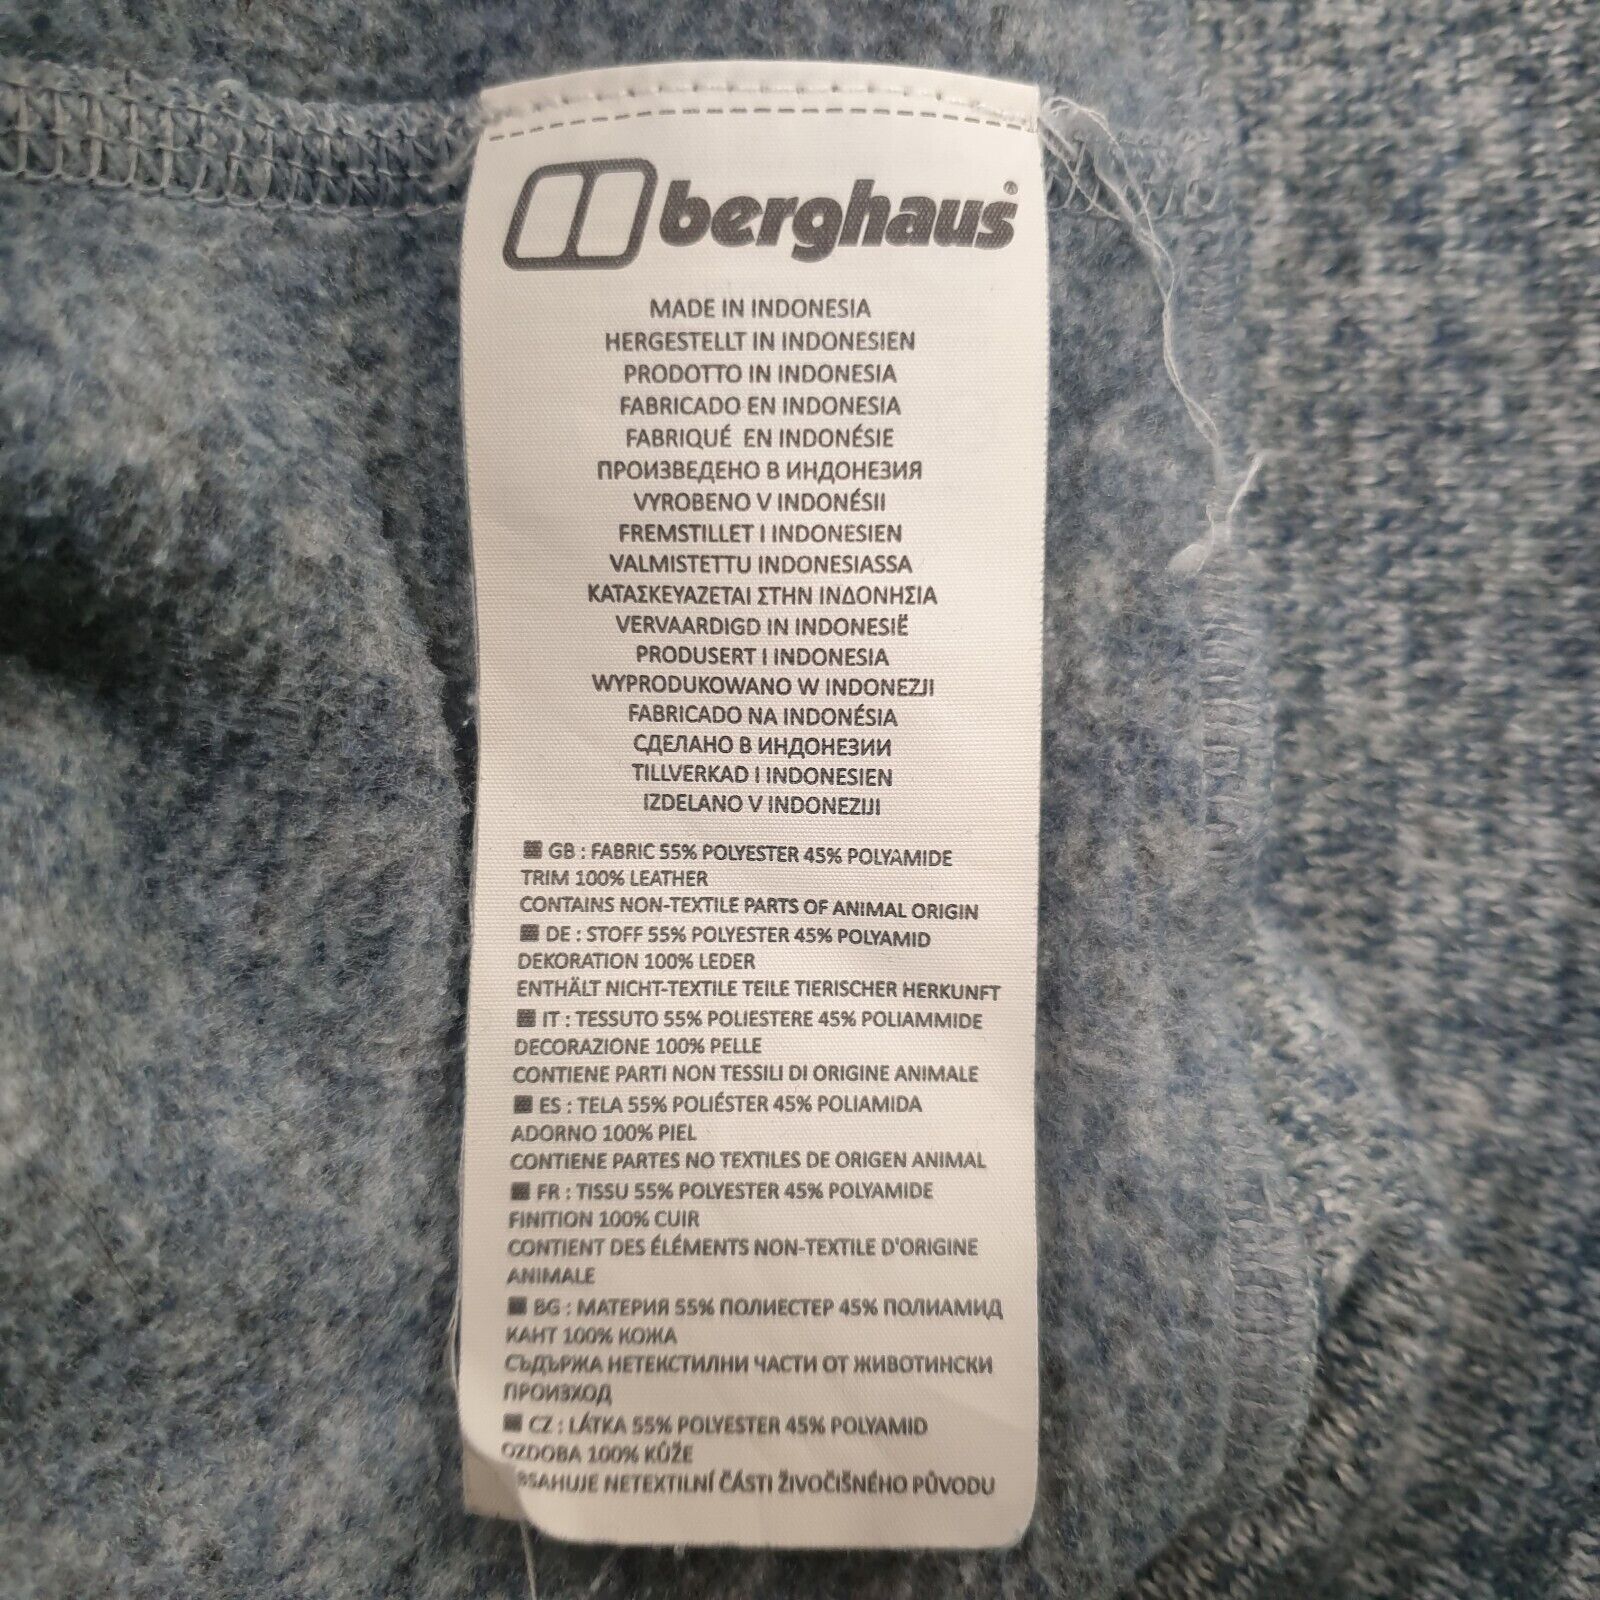 berghaus®
MADE IN INDONESIA
HERGESTELLT IN INDONESIEN
PRODOTTO IN INDONESIA
FABRICADO EN INDONESIA
FABRIQUÉ EN INDONÉSIE
ПРОИЗВЕДЕНО В ИНДОНЕЗИЯ
VYROBENO V INDONÉSII
FREMSTILLET I INDONESIEN
VALMISTETTU INDONESIASSA
ΚΑΤΑΣΚΕΥΑΖΕΤΑΙ ΣΤΗΝ ΙΝΔΟΝΗΣΙΑ
VERVAARDIGD IN INDONESIË
PRODUSERT I INDONESIA
WYPRODUKOWANO W INDONEZJI
FABRICADO NA INDONÉSIA
СДЕЛАНО В ИНДОНЕЗИИ
TILLVERKAD I INDONESIEN
IZDELANO V INDONEZIJI
GB : FABRIC 55% POLYESTER 45% POLYAMIDE
TRIM 100% LEATHER
CONTAINS NON-TEXTILE PARTS OF ANIMAL ORIGIN
DE : STOFF 55% POLYESTER 45% POLYAMID
DEKORATION 100% LEDER
ENTHÄLT NICHT-TEXTILE TEILE TIERISCHER HERKUNFT
IT : TESSUTO 55% POLIESTERE 45% POLIAMMIDE
DECORAZIONE 100% PELLE
CONTIENE PARTI NON TESSILI DI ORIGINE ANIMALE
ES : TELA 55% POLIÉSTER 45% POLIAMIDA
ADORNO 100% PIEL
CONTIENE PARTES NO TEXTILES DE ORIGEN ANIMAL
FR : TISSU 55% POLYESTER 45% POLYAMIDE
FINITION 100% CUIR
CONTIENT DES ÉLÉMENTS NON-TEXTILE D'ORIGINE
ANIMALE
BG : МАТЕРИЯ 55% ПОЛИЕСТЕР 45% ПОЛИАМИД
КАНТ 100% КОЖА
СЪДЪРЖА НЕТЕКСТИЛНИ ЧАСТИ ОТ ЖИВОТИНСКИ
ПРОИЗХОД
CZ : LÁTKA 55% POLYESTER 45% POLYAMID
OZDOBA 100% KŮŽE
NETEXTILNÍ ČÁSTI ŽIVOČIŠNÉHO PŮVODU